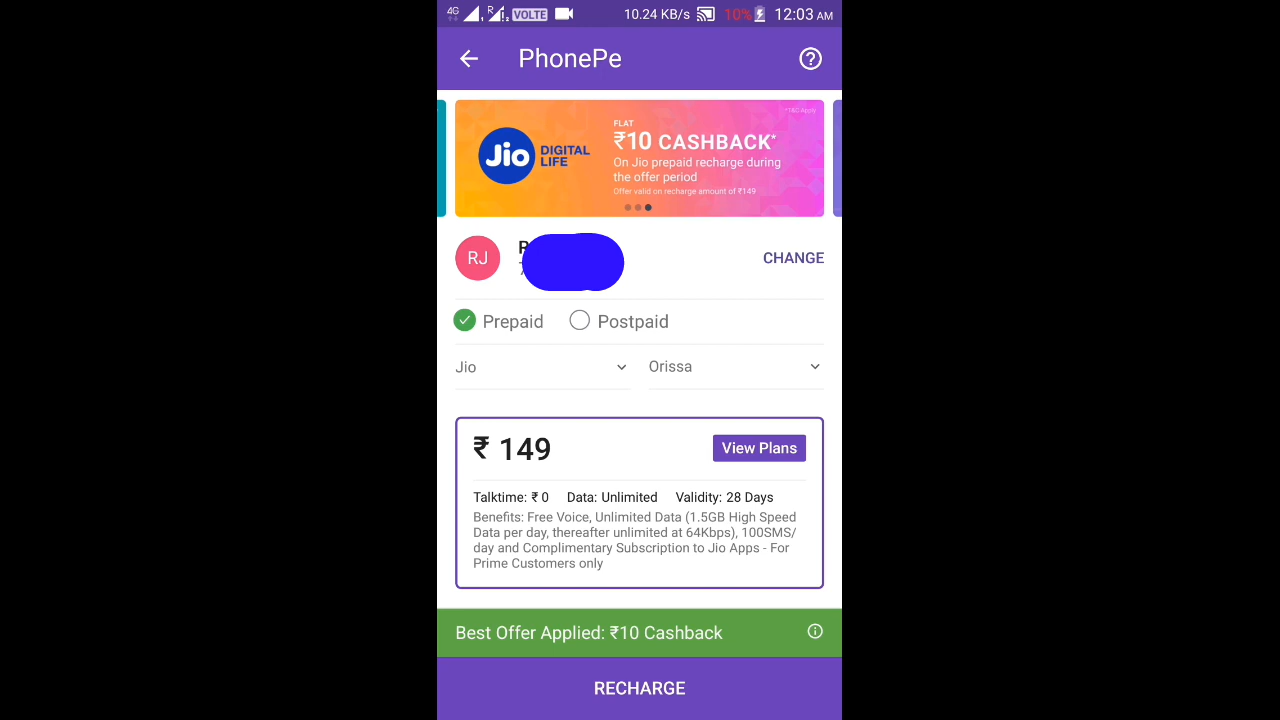 4G R 1 2 VOLTE 10.24 KB/s 10% 12:03 AM
PhonePe
*T&C Apply
FLAT
Jio DIGITAL LIFE
₹10 CASHBACK*
On Jio prepaid recharge during
the offer period
Offer valid on recharge amount of ₹149
RJ
CHANGE
Prepaid Postpaid
Jio Orissa
₹ 149 View Plans
Talktime: ₹ 0 Data: Unlimited Validity: 28 Days
Benefits: Free Voice, Unlimited Data (1.5GB High Speed
Data per day, thereafter unlimited at 64Kbps), 100SMS/
day and Complimentary Subscription to Jio Apps - For
Prime Customers only
Best Offer Applied: ₹10 Cashback
RECHARGE